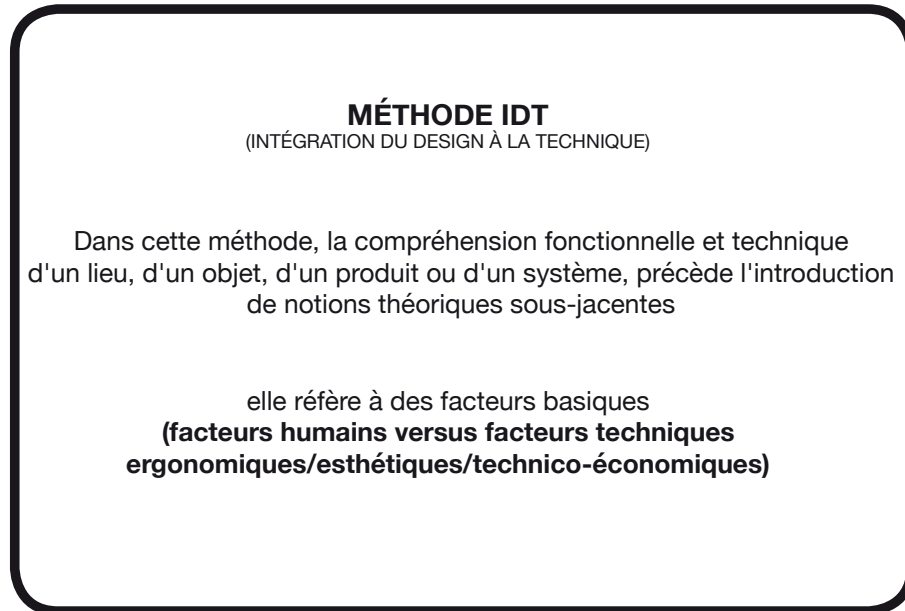 MÉTHODE IDT
(INTÉGRATION DU DESIGN À LA TECHNIQUE)
Dans cette méthode, la compréhension fonctionnelle et technique
d'un lieu, d'un objet, d'un produit ou d'un système, précède l'introduction
de notions théoriques sous-jacentes
elle réfère à des facteurs basiques
(facteurs humains versus facteurs techniques
ergonomiques/esthétiques/technico-économiques)